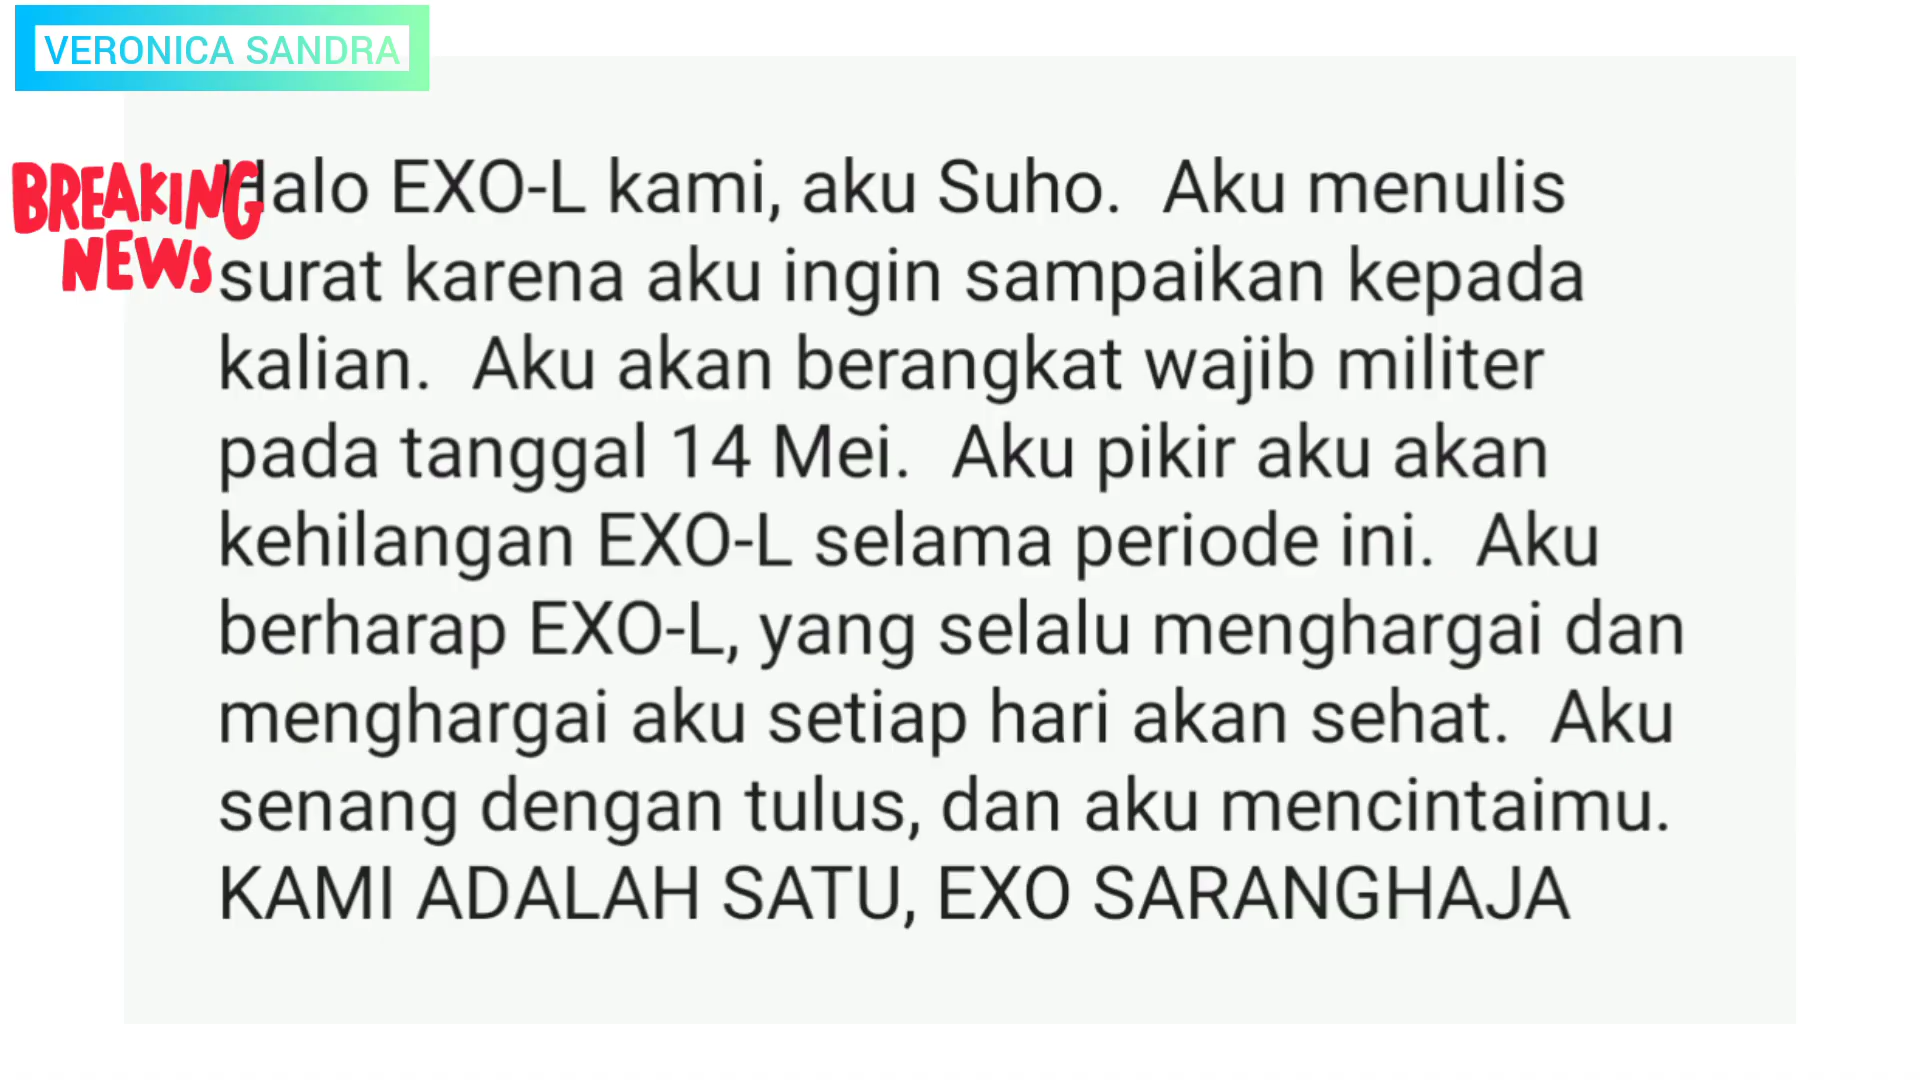 VERONICA SANDRA
BREAKING
NEWS
Halo EXO-L kami, aku Suho. Aku menulis
surat karena aku ingin sampaikan kepada
kalian. Aku akan berangkat wajib militer
pada tanggal 14 Mei. Aku pikir aku akan
kehilangan EXO-L selama periode ini. Aku
berharap EXO-L, yang selalu menghargai dan
menghargai aku setiap hari akan sehat. Aku
senang dengan tulus, dan aku mencintaimu.
KAMI ADALAH SATU, EXO SARANGHAJA